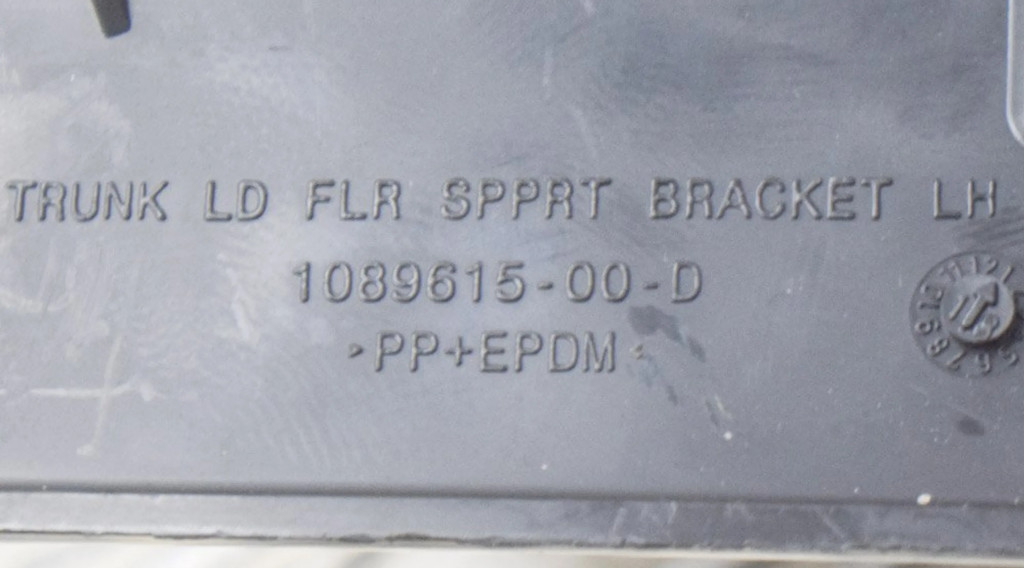 TRUNK LD FLR SPPRT BRACKET LH
1089615-00-D
>PP+EPDM<